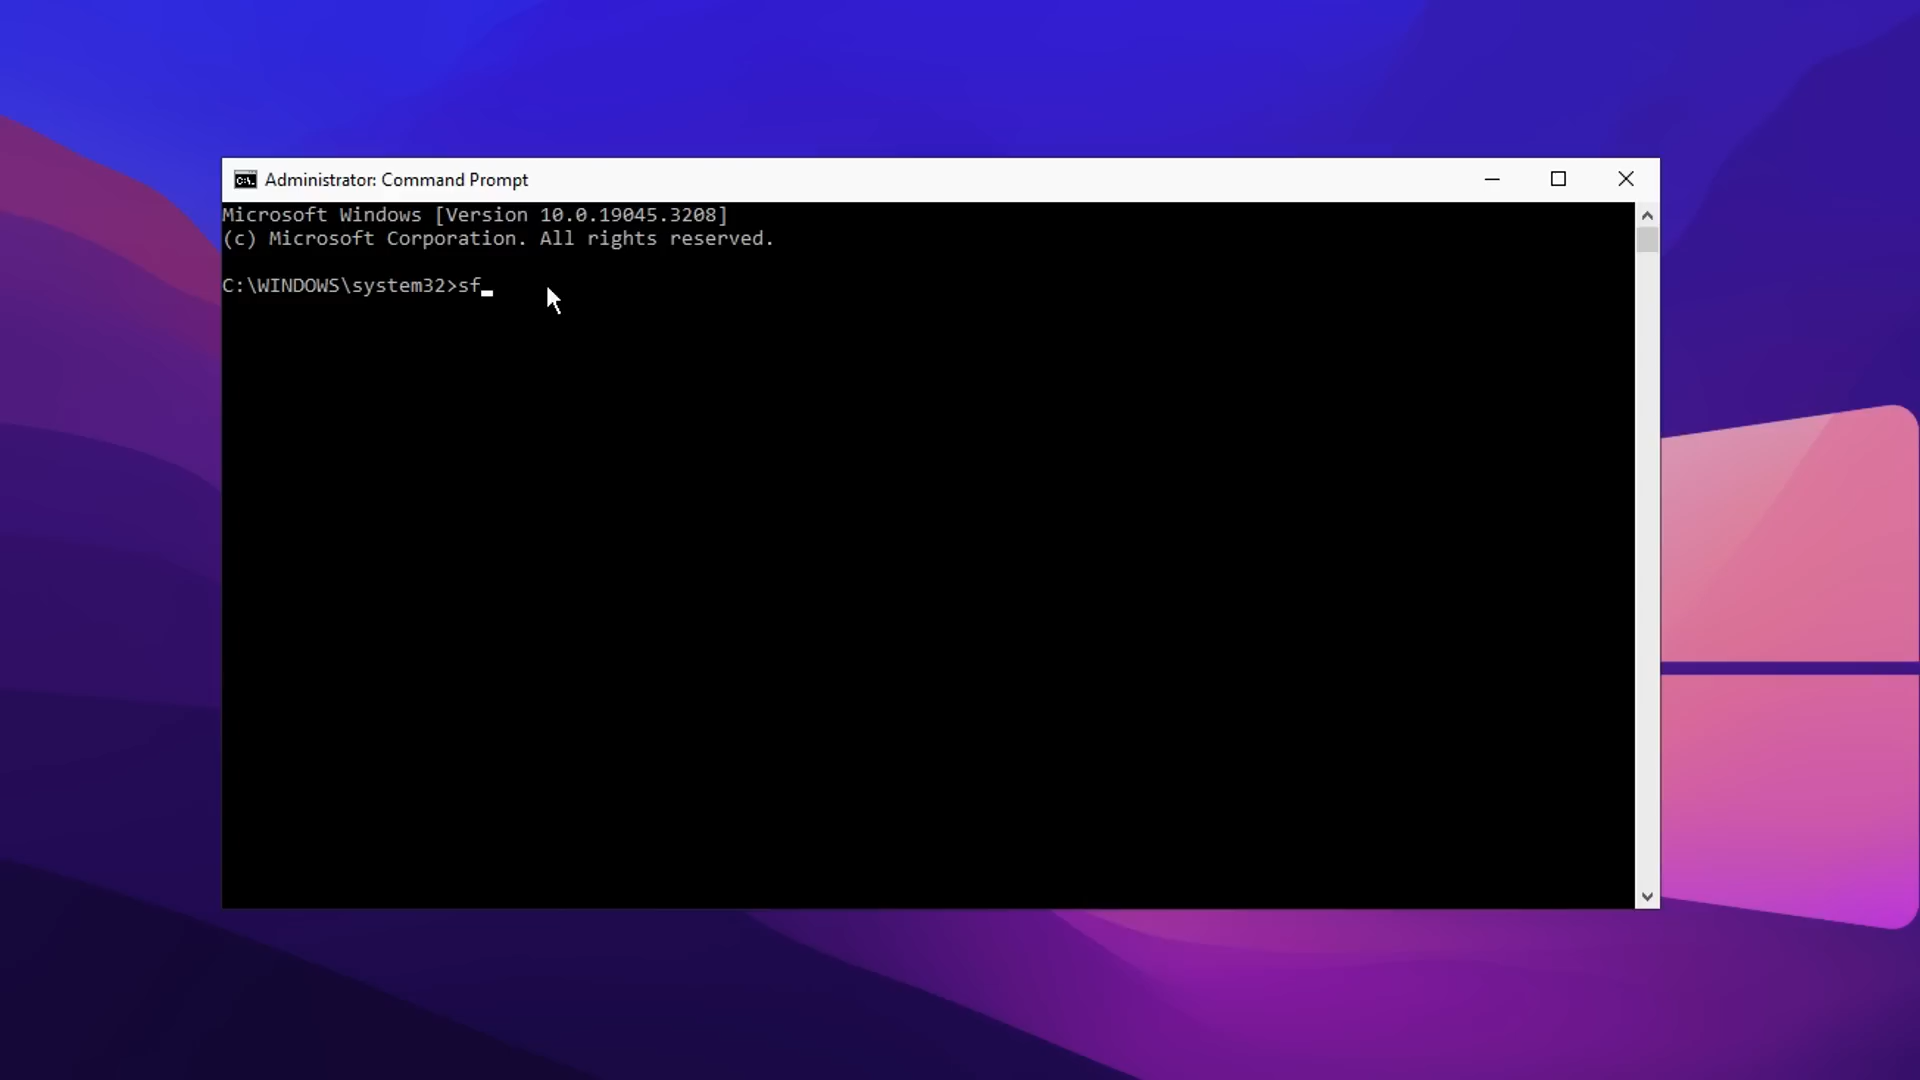 Administrator: Command Prompt
Microsoft Windows [Version 10.0.19045.3208]
(c) Microsoft Corporation. All rights reserved.
C:\WINDOWS\system32>sf